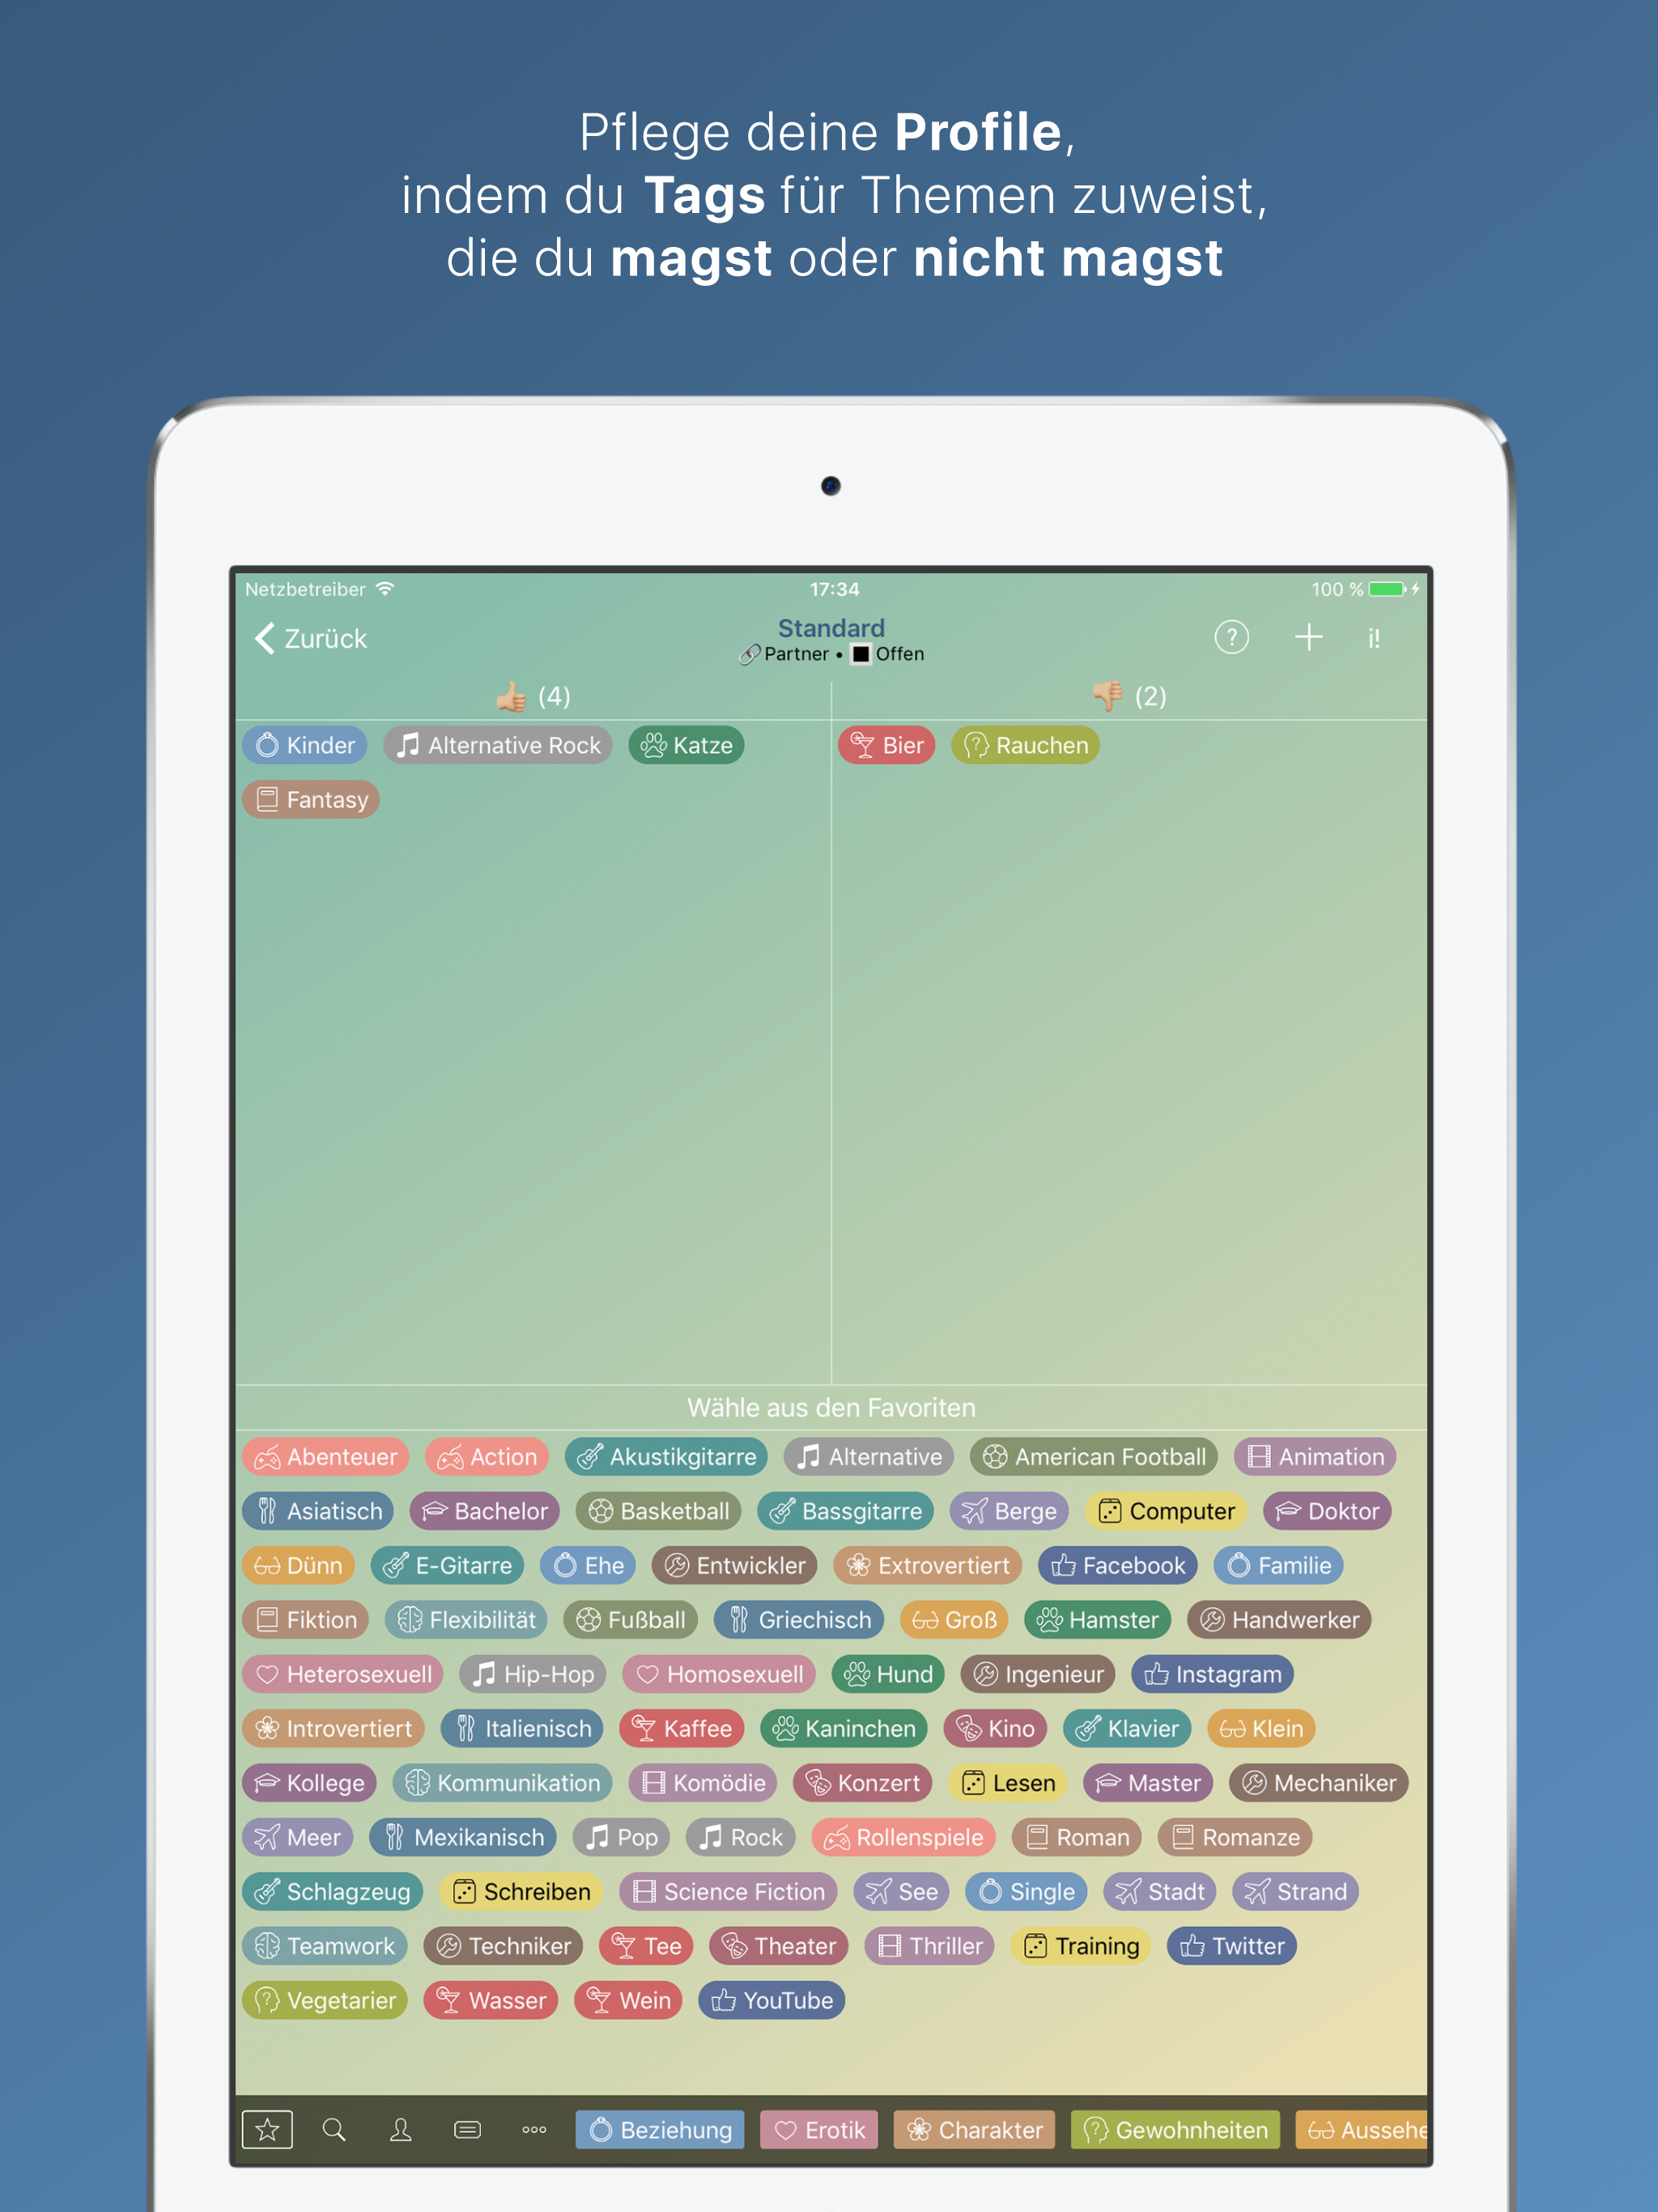 Pflege deine Profile,
indem du Tags für Themen zuweist,
die du magst oder nicht magst
Netzbetreiber 17:34 100 %
Zurück Standard ? + i!
Partner • Offen
(4) (2)
Kinder Alternative Rock Katze Bier Rauchen
Fantasy
Wähle aus den Favoriten
Abenteuer Action Akustikgitarre Alternative American Football Animation
Asiatisch Bachelor Basketball Bassgitarre Berge Computer Doktor
Dünn E-Gitarre Ehe Entwickler Extrovertiert Facebook Familie
Fiktion Flexibilität Fußball Griechisch Groß Hamster Handwerker
Heterosexuell Hip-Hop Homosexuell Hund Ingenieur Instagram
Introvertiert Italienisch Kaffee Kaninchen Kino Klavier Klein
Kollege Kommunikation Komödie Konzert Lesen Master Mechaniker
Meer Mexikanisch Pop Rock Rollenspiele Roman Romanze
Schlagzeug Schreiben Science Fiction See Single Stadt Strand
Teamwork Techniker Tee Theater Thriller Training Twitter
Vegetarier Wasser Wein YouTube
Beziehung Erotik Charakter Gewohnheiten Aussehe